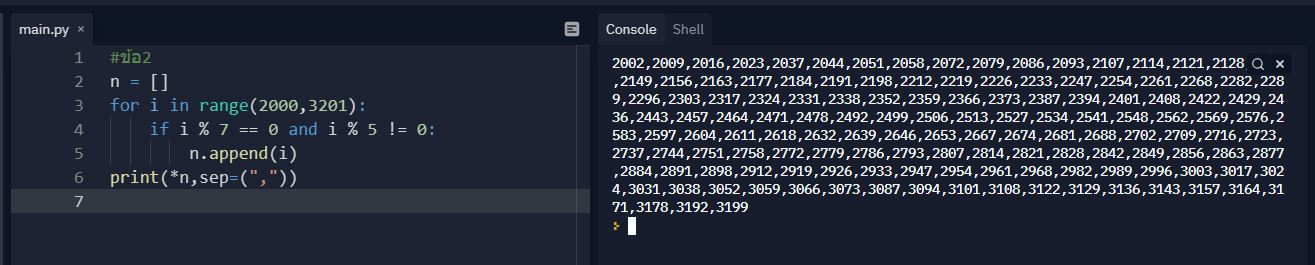 main.py ×
1 #ข้อ2
2 n = []
3 for i in range(2000,3201):
4     if i % 7 == 0 and i % 5 != 0:
5         n.append(i)
6 print(*n,sep=(","))
7
Console Shell
2002,2009,2016,2023,2037,2044,2051,2058,2072,2079,2086,2093,2107,2114,2121,2128 ×
,2149,2156,2163,2177,2184,2191,2198,2212,2219,2226,2233,2247,2254,2261,2268,2282,228
9,2296,2303,2317,2324,2331,2338,2352,2359,2366,2373,2387,2394,2401,2408,2422,2429,24
36,2443,2457,2464,2471,2478,2492,2499,2506,2513,2527,2534,2541,2548,2562,2569,2576,2
583,2597,2604,2611,2618,2632,2639,2646,2653,2667,2674,2681,2688,2702,2709,2716,2723,
2737,2744,2751,2758,2772,2779,2786,2793,2807,2814,2821,2828,2842,2849,2856,2863,2877
,2884,2891,2898,2912,2919,2926,2933,2947,2954,2961,2968,2982,2989,2996,3003,3017,302
4,3031,3038,3052,3059,3066,3073,3087,3094,3101,3108,3122,3129,3136,3143,3157,3164,31
71,3178,3192,3199